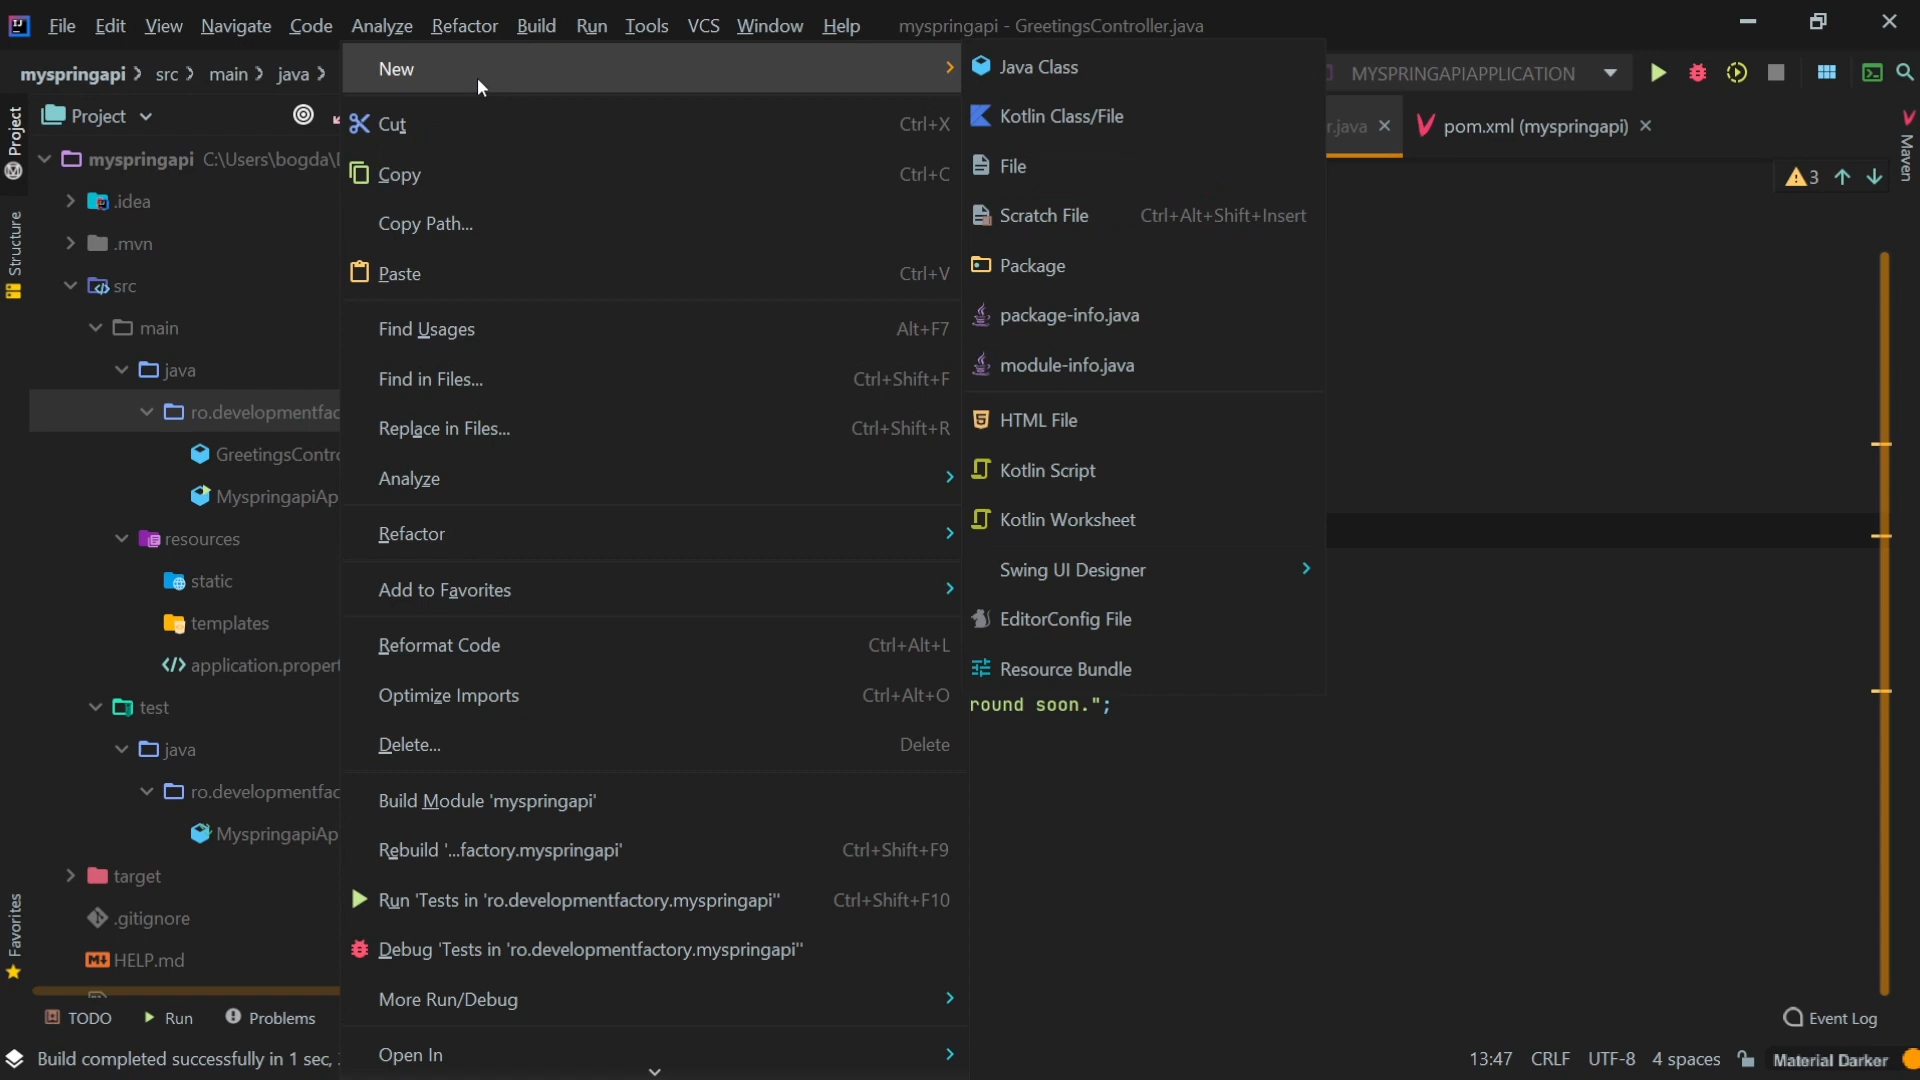 File Edit View Navigate Code Analyze Refactor Build Run Tools VCS Window Help myspringapi - GreetingsController.java
myspringapi src main java MYSPRINGAPIAPPLICATION
Project
.java pom.xml (myspringapi)
Project
Structure
Favorites
Maven
myspringapi C:\Users\bogda\
.idea
.mvn
src
main
java
ro.developmentfac
GreetingsContr
MyspringapiAp
resources
static
templates
application.proper
test
java
ro.developmentfac
MyspringapiAp
target
.gitignore
HELP.md
New
Cut Ctrl+X
Copy Ctrl+C
Copy Path...
Paste Ctrl+V
Find Usages Alt+F7
Find in Files... Ctrl+Shift+F
Replace in Files... Ctrl+Shift+R
Analyze
Refactor
Add to Favorites
Reformat Code Ctrl+Alt+L
Optimize Imports Ctrl+Alt+O
Delete... Delete
Build Module 'myspringapi'
Rebuild '...factory.myspringapi' Ctrl+Shift+F9
Run 'Tests in 'ro.developmentfactory.myspringapi'' Ctrl+Shift+F10
Debug 'Tests in 'ro.developmentfactory.myspringapi''
More Run/Debug
Open In
Java Class
Kotlin Class/File
File
Scratch File Ctrl+Alt+Shift+Insert
Package
package-info.java
module-info.java
HTML File
Kotlin Script
Kotlin Worksheet
Swing UI Designer
EditorConfig File
Resource Bundle
3
round soon.";
TODO Run Problems Event Log
Build completed successfully in 1 sec, 13:47 CRLF UTF-8 4 spaces Material Darker